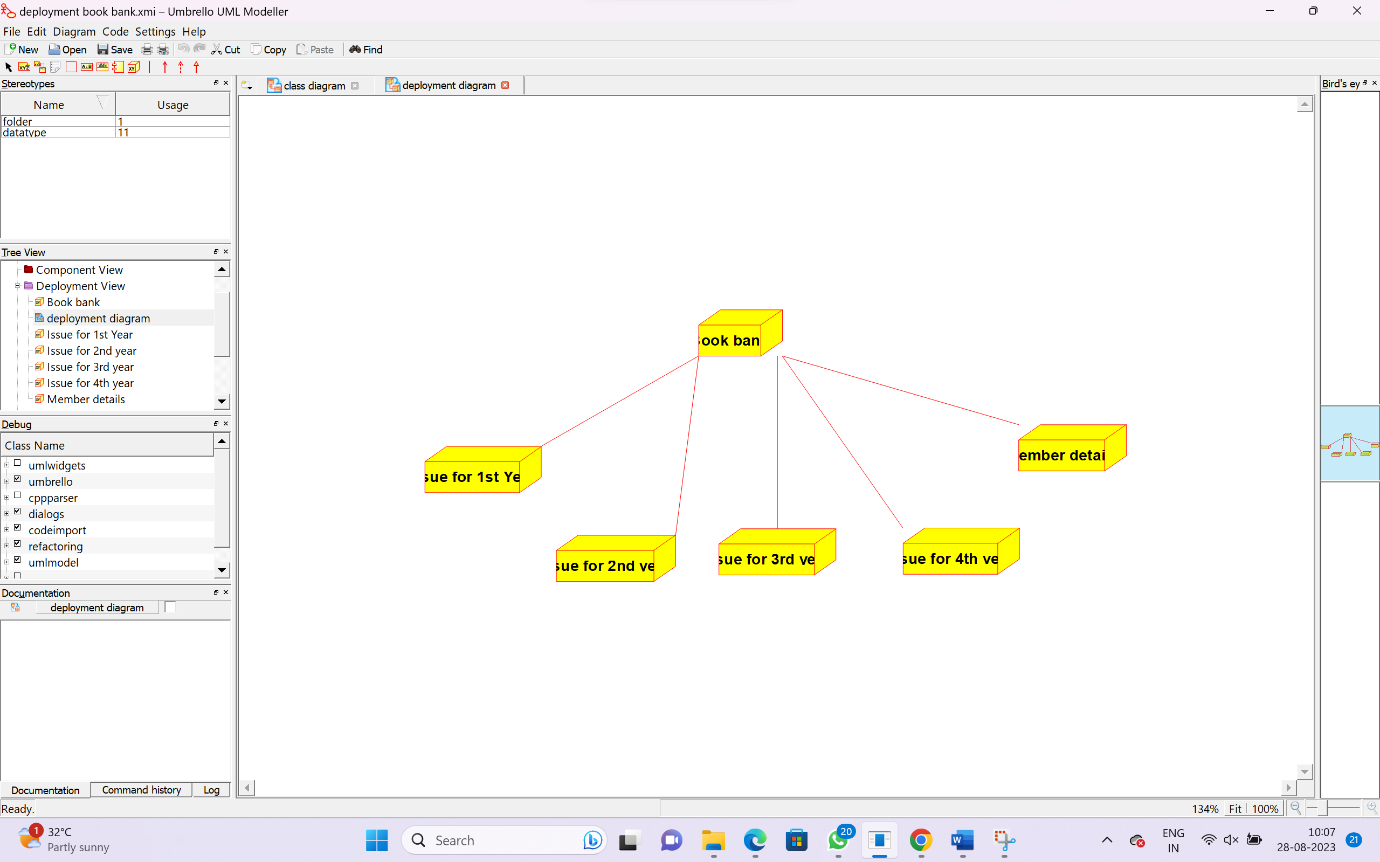 deployment book bank.xmi – Umbrello UML Modeller
File Edit Diagram Code Settings Help
New Open Save Cut Copy Paste Find
Stereotypes
class diagram deployment diagram
Bird's ey
Name Usage
folder 1
datatype 11
Tree View
Component View
Deployment View
Book bank
deployment diagram
Issue for 1st Year
Issue for 2nd year
Issue for 3rd year
Issue for 4th year
Member details
ook ban
sue for 1st Ye
ember detai
sue for 2nd ye
sue for 3rd ye
sue for 4th ye
Debug
Class Name
umlwidgets
umbrello
cppparser
dialogs
codeimport
refactoring
umlmodel
Documentation
deployment diagram
Documentation Command history Log
Ready.
134% Fit 100%
1 32°C
Partly sunny
Search
20
ENG
IN
10:07
28-08-2023
21